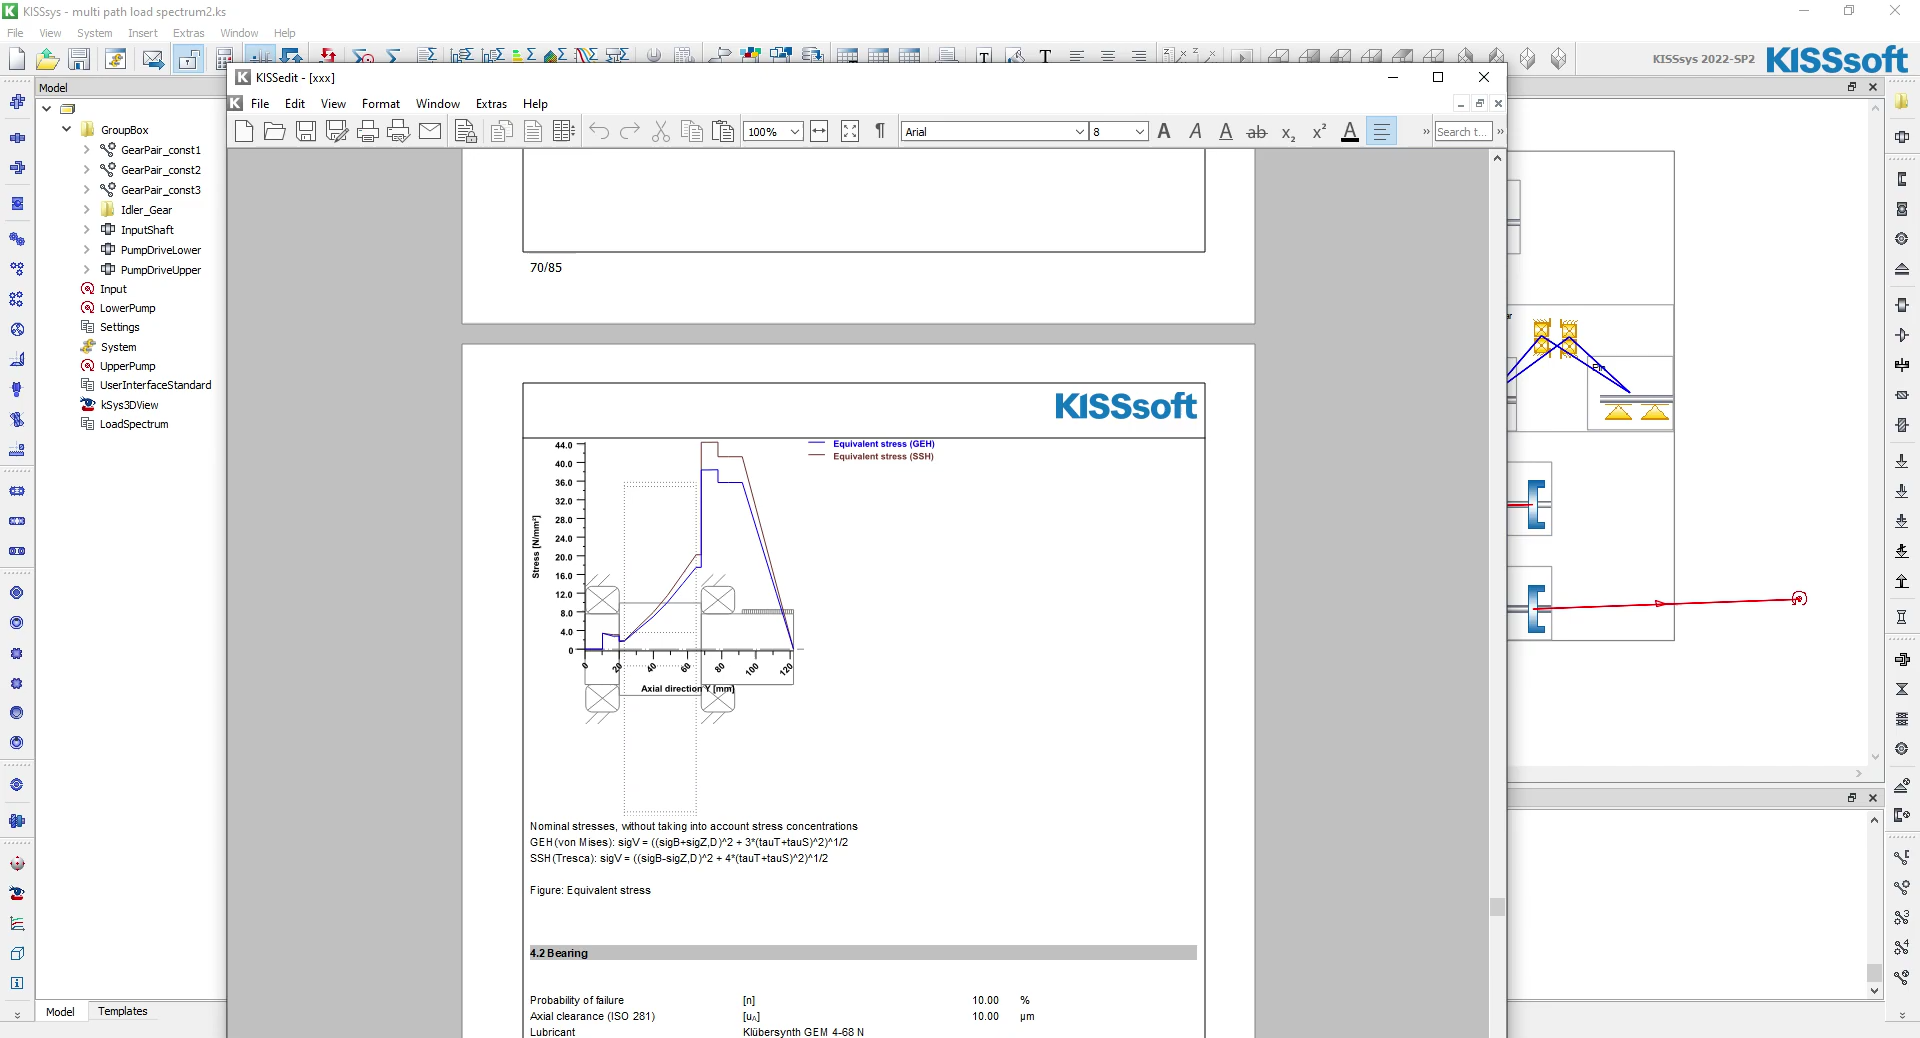 KISSsys - multi path load spectrum2.ks
File View System Insert Extras Help
Window
KISSsys 2022-SP2 KISSsoft
Model
GroupBox
GearPair_const1
GearPair_const2
GearPair_const3
Idler_Gear
InputShaft
PumpDriveLower
PumpDriveUpper
Input
LowerPump
Settings
System
UpperPump
UserInterfaceStandard
kSys3DView
LoadSpectrum
Model Templates
KISSedit - [xxx]
File Edit View Format Window Extras Help
100% Arial 8 Search t...
70/85
KISSsoft
Equivalent stress (GEH)
Equivalent stress (SSH)
44.0
40.0
36.0
32.0
28.0
24.0
20.0
16.0
12.0
8.0
4.0
0
Stress [N/mm²]
0 20 40 60 80 100 120
Axial direction Y [mm]
Nominal stresses, without taking into account stress concentrations
GEH(von Mises): sigV = ((sigB+sigZ,D)^2 + 3*(tauT+tauS)^2)^1/2
SSH(Tresca): sigV = ((sigB-sigZ,D)^2 + 4*(tauT+tauS)^2)^1/2
Figure: Equivalent stress
4.2 Bearing
Probability of failure [n] 10.00 %
Axial clearance (ISO 281) [uA] 10.00 µm
Lubricant Klübersynth GEM 4-68 N